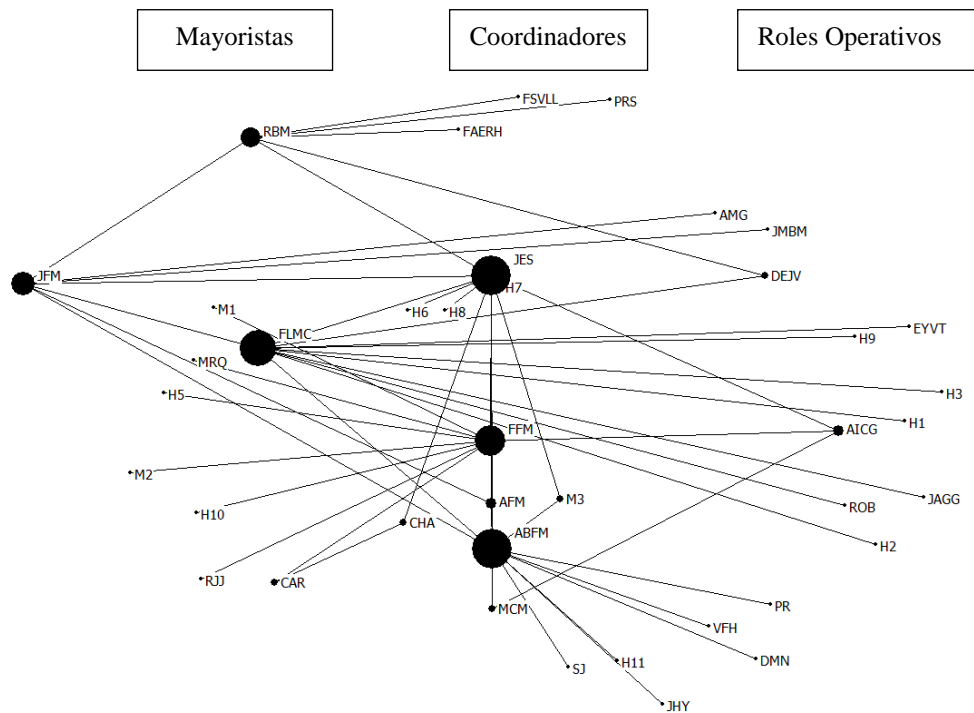 Mayoristas
Coordinadores
Roles Operativos
FSVLL
PRS
RBM
FAERH
AMG
JMBM
JES
JFM
DEJV
H7
M1
H6
H8
FLMC
EYVT
H9
MRQ
H5
H3
H1
FFM
AICG
M2
JAGG
AFM
M3
ROB
H10
CHA
ABFM
H2
RJJ
CAR
MCM
PR
VFH
H11
DMN
SJ
JHY